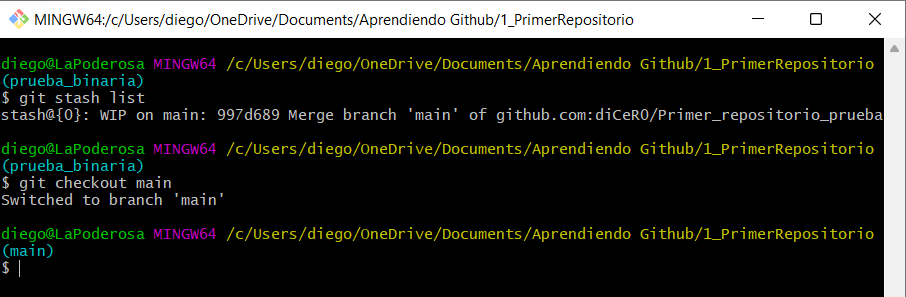 MINGW64:/c/Users/diego/OneDrive/Documents/Aprendiendo Github/1_PrimerRepositorio
diego@LaPoderosa MINGW64 /c/Users/diego/OneDrive/Documents/Aprendiendo Github/1_PrimerRepositorio
(prueba_binaria)
$ git stash list
stash@{0}: WIP on main: 997d689 Merge branch 'main' of github.com:diCeR0/Primer_repositorio_prueba
diego@LaPoderosa MINGW64 /c/Users/diego/OneDrive/Documents/Aprendiendo Github/1_PrimerRepositorio
(prueba_binaria)
$ git checkout main
Switched to branch 'main'
diego@LaPoderosa MINGW64 /c/Users/diego/OneDrive/Documents/Aprendiendo Github/1_PrimerRepositorio
(main)
$